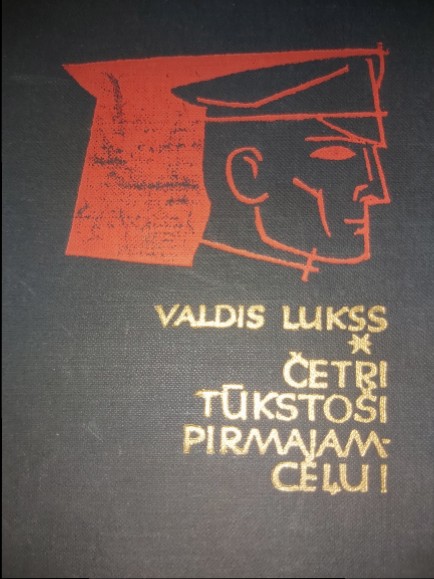 VALDIS LUKSS
*
ČETRI
TŪKSTOŠI
PIRMAJAM-
CEĻU!